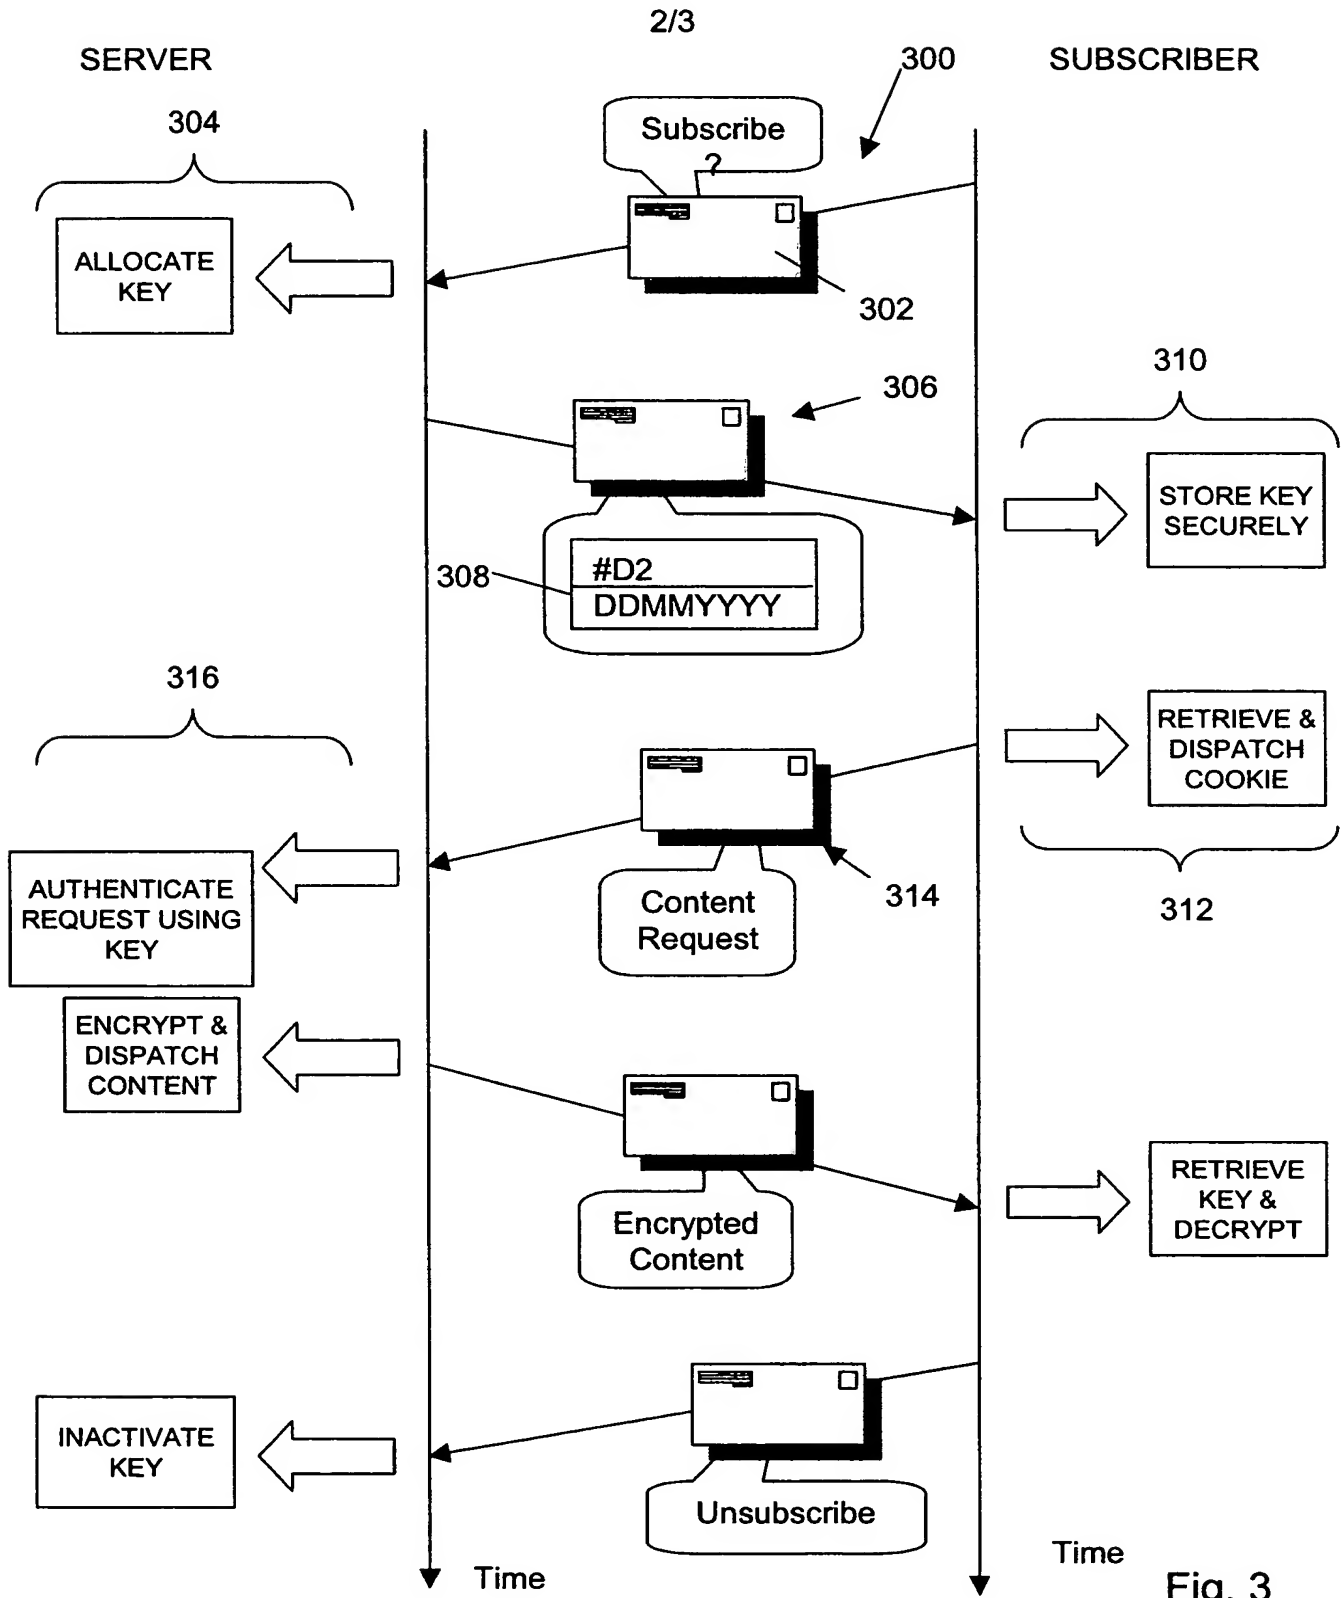 2/3
SERVER
300
SUBSCRIBER
304
Subscribe
?
ALLOCATE
KEY
302
310
306
STORE KEY
SECURELY
308
#D2
DDMMYYYY
316
RETRIEVE &
DISPATCH
COOKIE
AUTHENTICATE
REQUEST USING
KEY
Content
Request
314
312
ENCRYPT &
DISPATCH
CONTENT
RETRIEVE
KEY &
DECRYPT
Encrypted
Content
INACTIVATE
KEY
Unsubscribe
Time
Time
Fig. 3